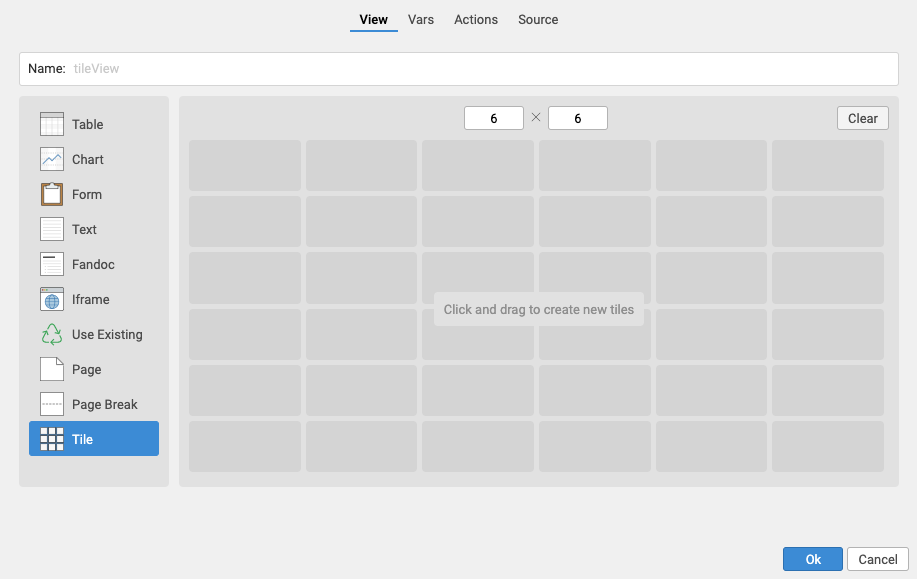 View Vars Actions Source
Name: tileView
6 × 6 Clear
Table
Chart
Form
Text
Fandoc
Iframe
Use Existing
Page
Page Break
Tile
Click and drag to create new tiles
Ok Cancel